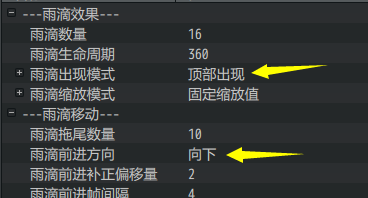 ---雨滴效果---
雨滴数量 16
雨滴生命周期 360
雨滴出现模式 顶部出现
雨滴缩放模式 固定缩放值
---雨滴移动---
雨滴拖尾数量 10
雨滴前进方向 向下
雨滴前进补正偏移量 2
雨滴前进帧间隔 4